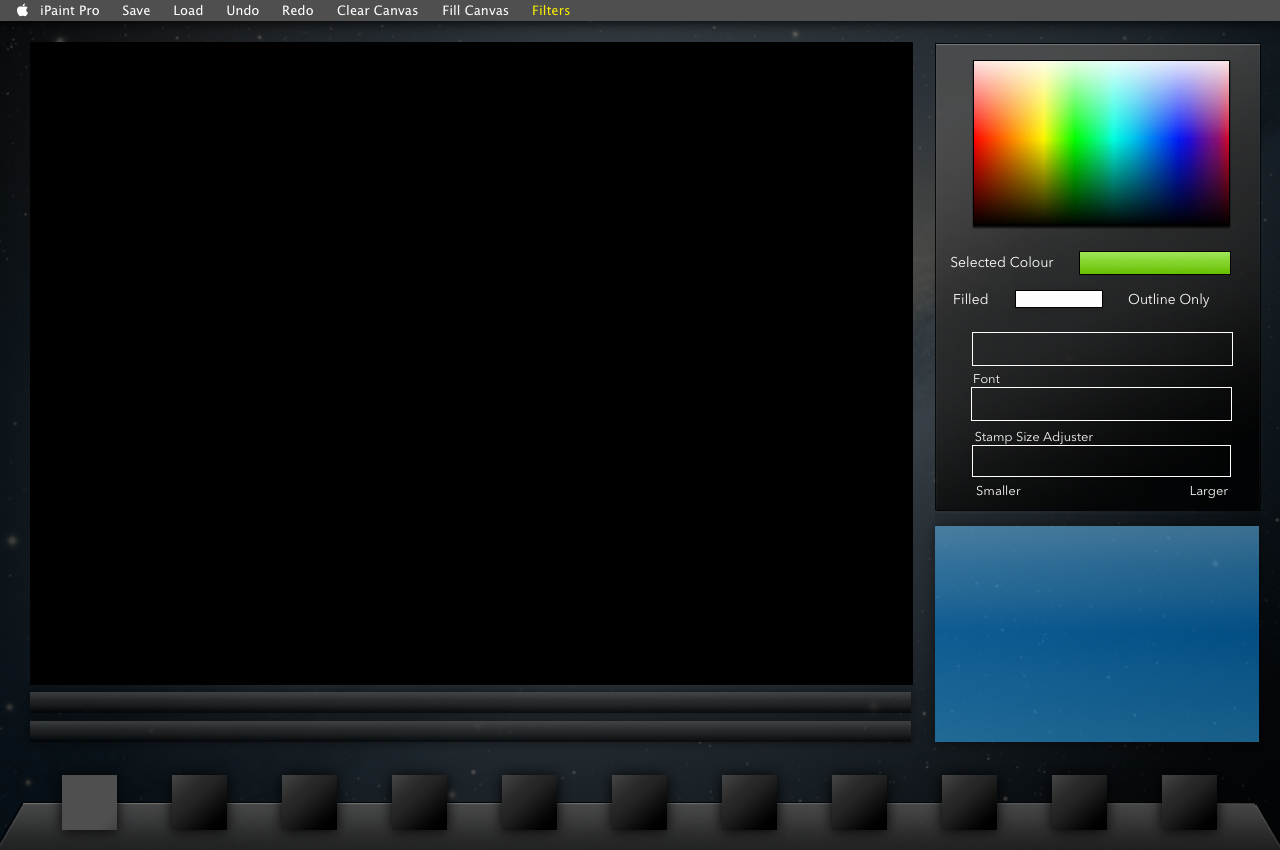 iPaint Pro Save Load Undo Redo Clear Canvas Fill Canvas Filters
Selected Colour
Filled Outline Only
Font
Stamp Size Adjuster
Smaller Larger